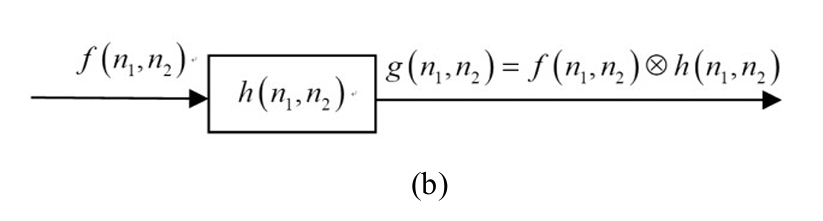 f(n₁,n₂)
h(n₁,n₂)
g(n₁,n₂) = f(n₁,n₂) ⊗ h(n₁,n₂)
(b)